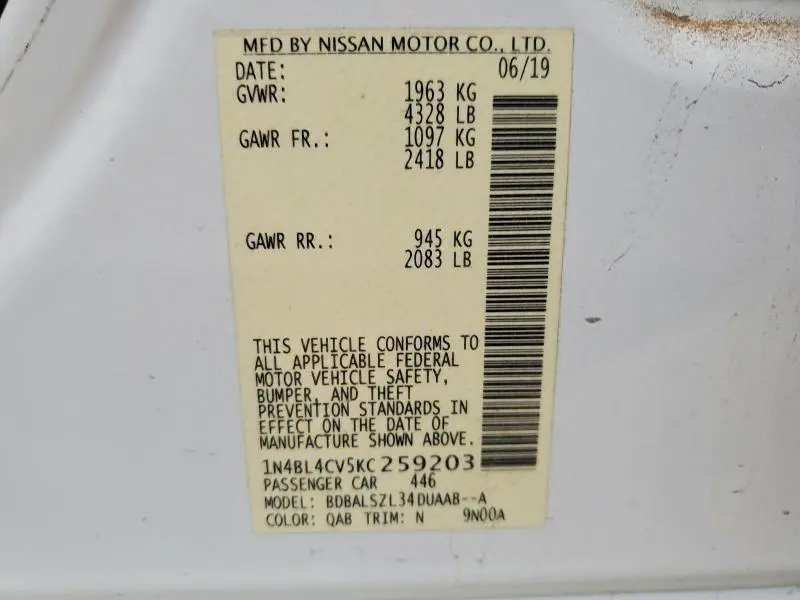 MFD BY NISSAN MOTOR CO., LTD.
DATE: 06/19
GVWR: 1963 KG
4328 LB
GAWR FR.: 1097 KG
2418 LB
GAWR RR.: 945 KG
2083 LB
THIS VEHICLE CONFORMS TO
ALL APPLICABLE FEDERAL
MOTOR VEHICLE SAFETY,
BUMPER, AND THEFT
PREVENTION STANDARDS IN
EFFECT ON THE DATE OF
MANUFACTURE SHOWN ABOVE.
1N4BL4CV5KC259203
PASSENGER CAR 446
MODEL: BDBALSZL34DUAAB--A
COLOR: QAB TRIM: N 9N00A